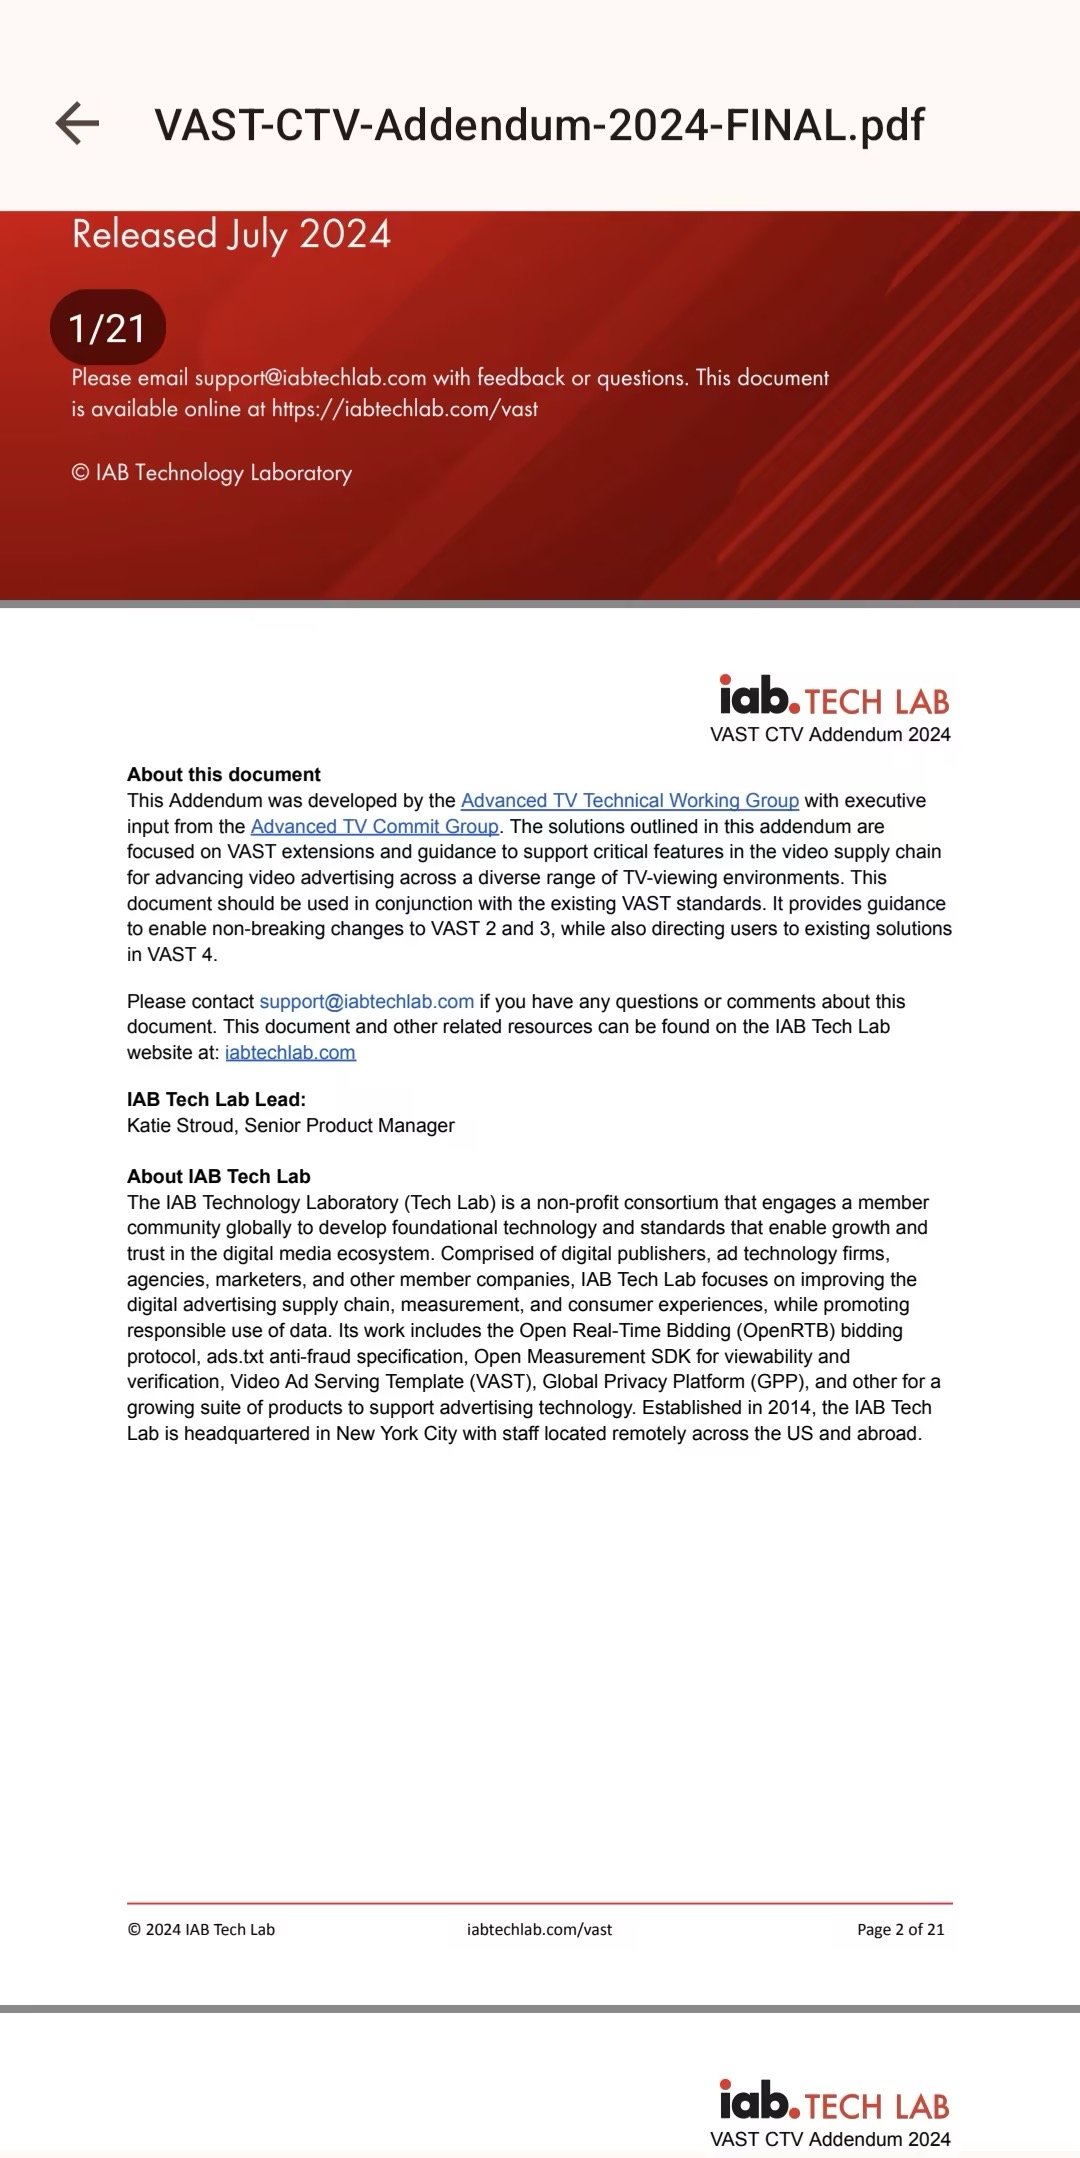 VAST-CTV-Addendum-2024-FINAL.pdf
Released July 2024
1/21
Please email support@iabtechlab.com with feedback or questions. This document
is available online at https://iabtechlab.com/vast
© IAB Technology Laboratory
iab.TECH LAB
VAST CTV Addendum 2024
About this document
This Addendum was developed by the Advanced TV Technical Working Group with executive
input from the Advanced TV Commit Group. The solutions outlined in this addendum are
focused on VAST extensions and guidance to support critical features in the video supply chain
for advancing video advertising across a diverse range of TV-viewing environments. This
document should be used in conjunction with the existing VAST standards. It provides guidance
to enable non-breaking changes to VAST 2 and 3, while also directing users to existing solutions
in VAST 4.
Please contact support@iabtechlab.com if you have any questions or comments about this
document. This document and other related resources can be found on the IAB Tech Lab
website at: iabtechlab.com
IAB Tech Lab Lead:
Katie Stroud, Senior Product Manager
About IAB Tech Lab
The IAB Technology Laboratory (Tech Lab) is a non-profit consortium that engages a member
community globally to develop foundational technology and standards that enable growth and
trust in the digital media ecosystem. Comprised of digital publishers, ad technology firms,
agencies, marketers, and other member companies, IAB Tech Lab focuses on improving the
digital advertising supply chain, measurement, and consumer experiences, while promoting
responsible use of data. Its work includes the Open Real-Time Bidding (OpenRTB) bidding
protocol, ads.txt anti-fraud specification, Open Measurement SDK for viewability and
verification, Video Ad Serving Template (VAST), Global Privacy Platform (GPP), and other for a
growing suite of products to support advertising technology. Established in 2014, the IAB Tech
Lab is headquartered in New York City with staff located remotely across the US and abroad.
© 2024 IAB Tech Lab
iabtechlab.com/vast
Page 2 of 21
iab.TECH LAB
VAST CTV Addendum 2024